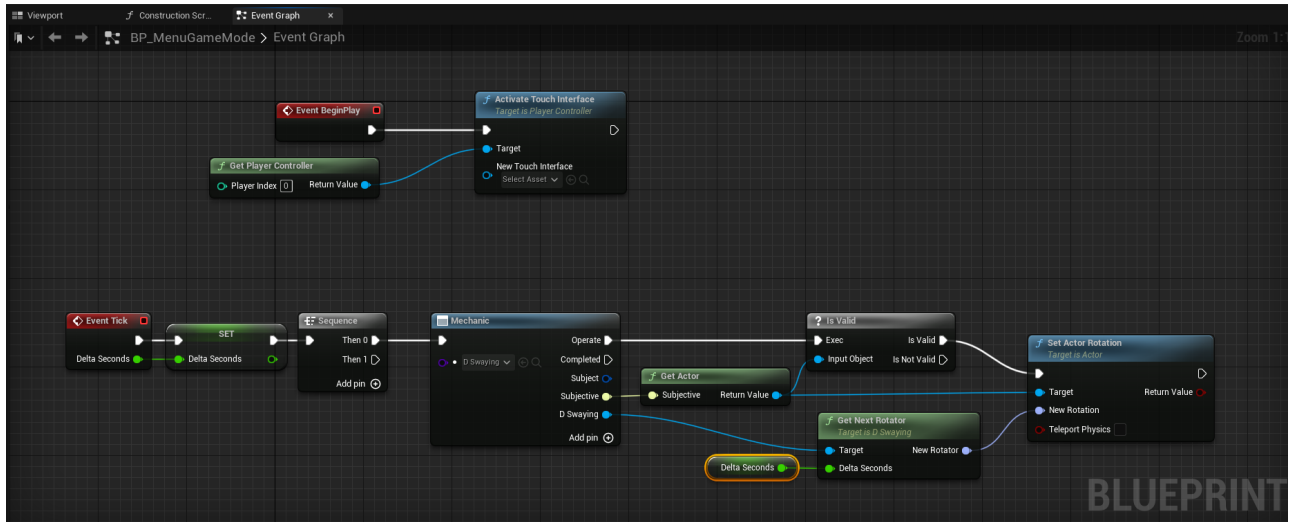 Viewport
Construction Scr...
Event Graph
BP_MenuGameMode > Event Graph
Zoom 1:1
Event BeginPlay
Activate Touch Interface
Target is Player Controller
Target
New Touch Interface
Select Asset
Get Player Controller
Player Index 0 Return Value
Event Tick
Delta Seconds
SET
Delta Seconds
Sequence
Then 0
Then 1
Add pin
Mechanic
Operate
D Swaying Completed
Subject
Subjective
D Swaying
Add pin
Get Actor
Subjective Return Value
? Is Valid
Exec Is Valid
Input Object Is Not Valid
Get Next Rotator
Target is D Swaying
Target New Rotator
Delta Seconds
Delta Seconds
Set Actor Rotation
Target is Actor
Target Return Value
New Rotation
Teleport Physics
BLUEPRINT